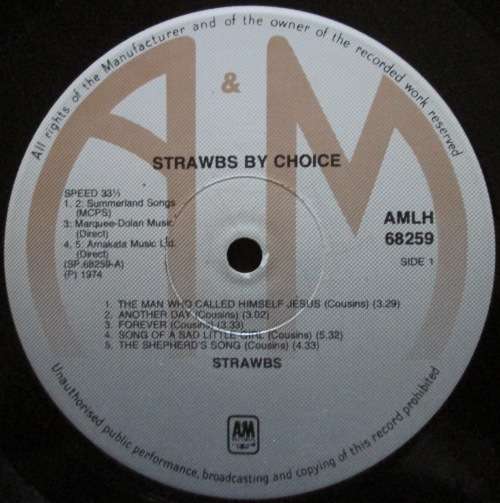 All rights of the Manufacturer and of the owner of the recorded work reserved
A & M
STRAWBS BY CHOICE
SPEED 33⅓
1. 2. Summerland Songs
(MCPS)
3: Marquee-Dolan Music
(Direct)
4, 5. Arnakata Music Ltd.
(Direct)
(SP.68259-A)
(P) 1974
AMLH
68259
SIDE 1
1. THE MAN WHO CALLED HIMSELF JESUS (Cousins) (3.29)
2. ANOTHER DAY (Cousins) (3.02)
3. FOREVER (Cousins) (3.33)
4. SONG OF A SAD LITTLE GIRL (Cousins) (5.32)
5. THE SHEPHERD'S SONG (Cousins) (4.33)
STRAWBS
A&M
Unauthorised public performance, broadcasting and copying of this record prohibited